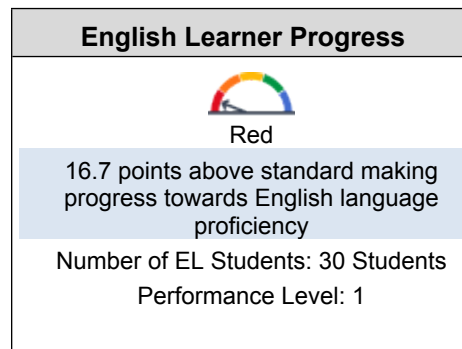 English Learner Progress
Red
16.7 points above standard making
progress towards English language
proficiency
Number of EL Students: 30 Students
Performance Level: 1